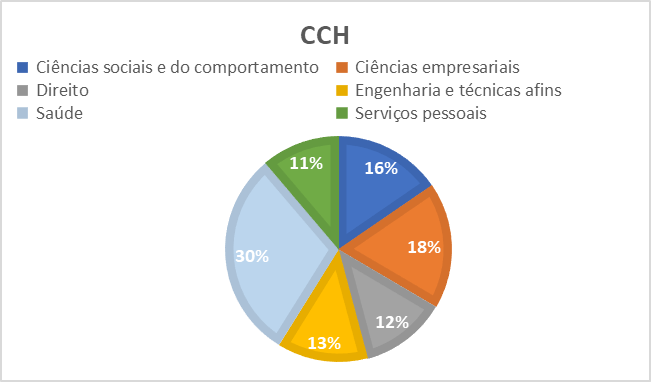 CCH
Ciências sociais e do comportamento Ciências empresariais
Direito Engenharia e técnicas afins
Saúde Serviços pessoais
11% 16%
18%
30%
12%
13%